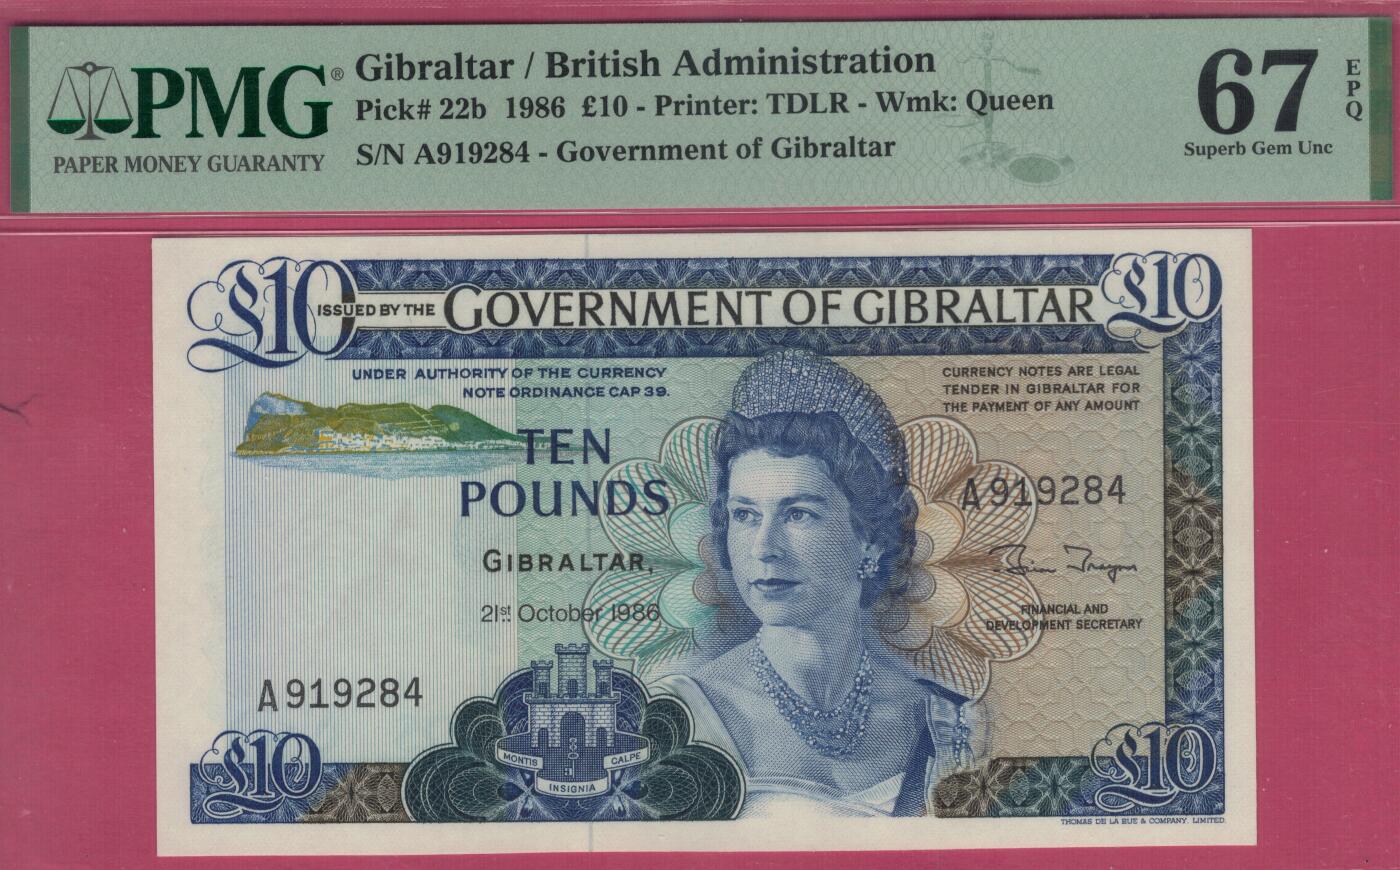 PMG®
PAPER MONEY GUARANTY
Gibraltar / British Administration
Pick# 22b 1986 £10 - Printer: TDLR - Wmk: Queen
S/N A919284 - Government of Gibraltar
67
EPQ
Superb Gem Unc
£10
ISSUED BY THE GOVERNMENT OF GIBRALTAR
£10
UNDER AUTHORITY OF THE CURRENCY
NOTE ORDINANCE CAP 39.
CURRENCY NOTES ARE LEGAL
TENDER IN GIBRALTAR FOR
THE PAYMENT OF ANY AMOUNT
TEN
POUNDS
A919284
GIBRALTAR,
21st October 1986
FINANCIAL AND
DEVELOPMENT SECRETARY
A919284
MONTIS
CALPE
INSIGNIA
£10
£10
THOMAS DE LA RUE & COMPANY, LIMITED.